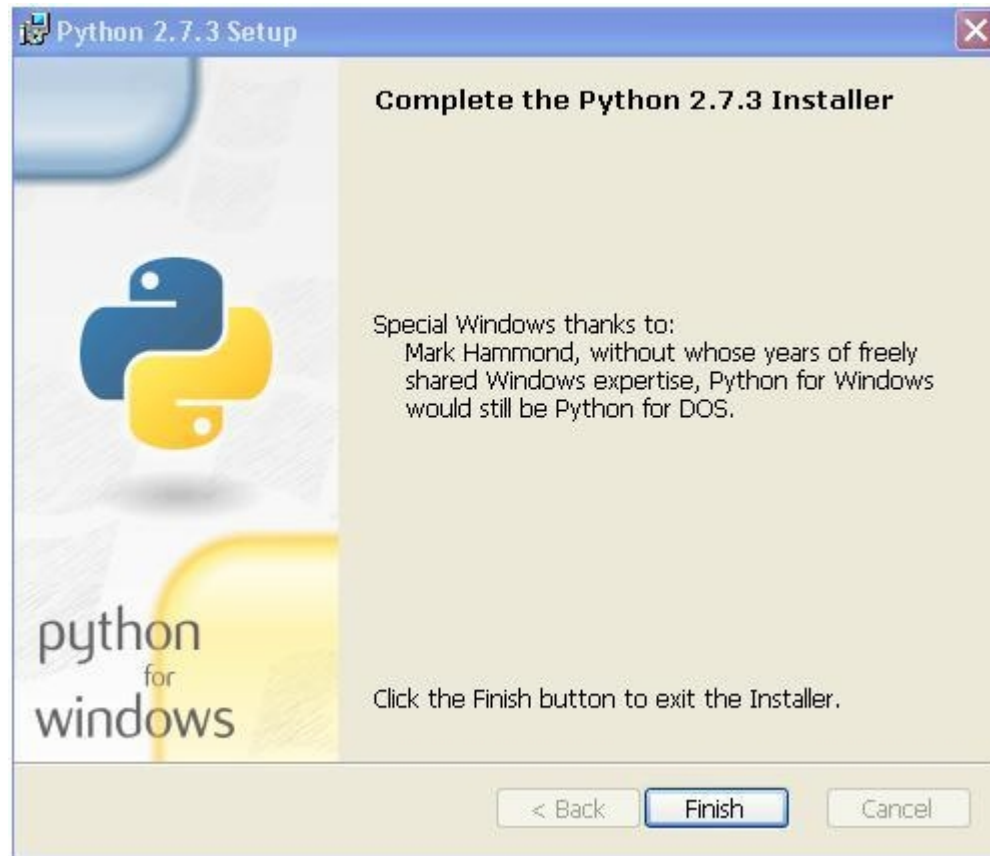 Python 2.7.3 Setup
Complete the Python 2.7.3 Installer
Special Windows thanks to:
Mark Hammond, without whose years of freely
shared Windows expertise, Python for Windows
would still be Python for DOS.
python
for
windows
Click the Finish button to exit the Installer.
< Back
Finish
Cancel